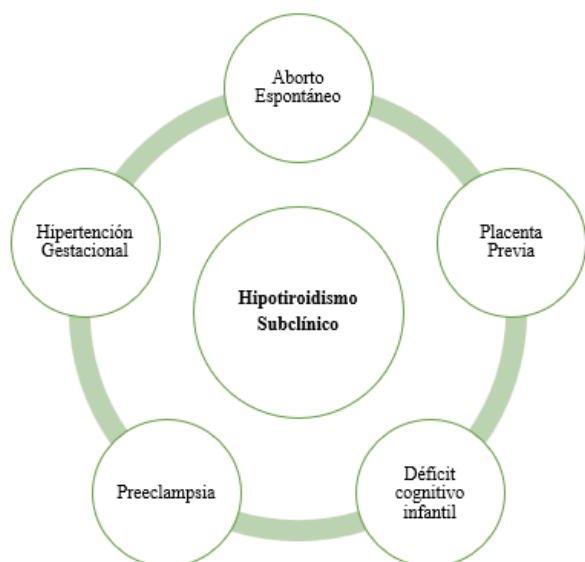 Aborto
Espontáneo
Hipertención
Gestacional
Placenta
Previa
Hipotiroidismo
Subclínico
Preeclampsia
Déficit
cognitivo
infantil